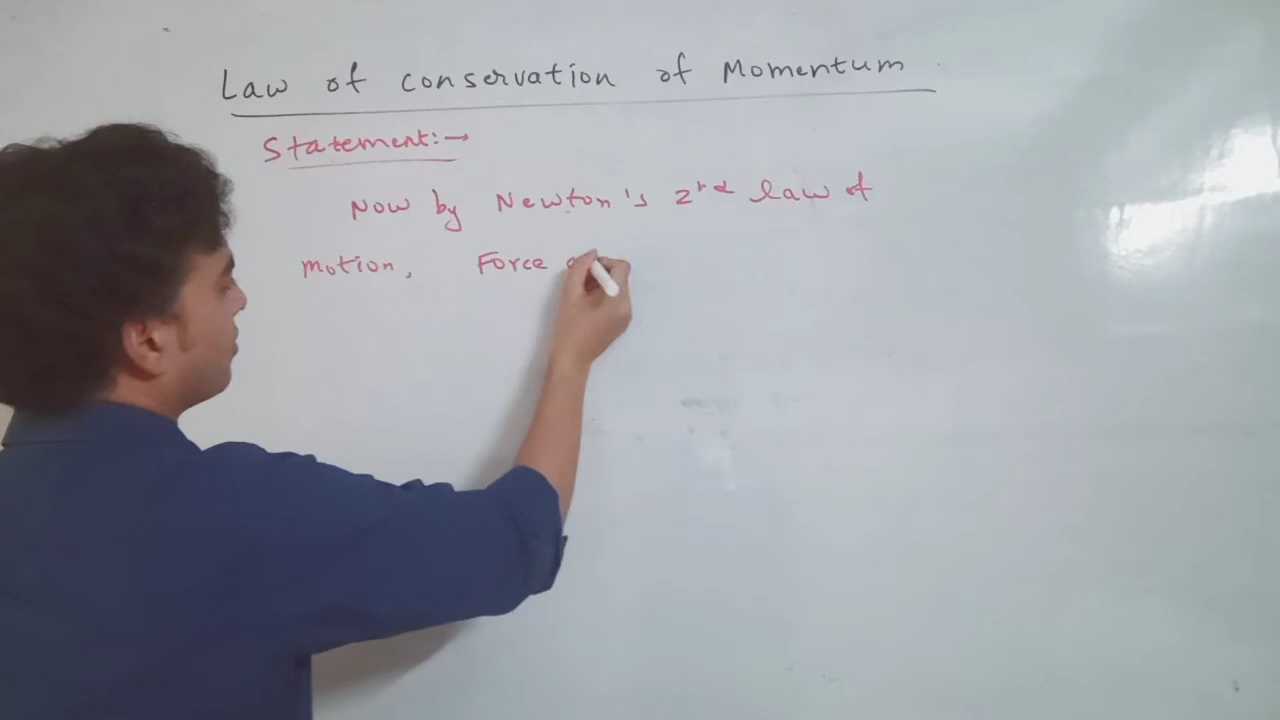 Law of conservation of Momentum
Statement:→
Now by Newton's 2nd law of
motion, Force